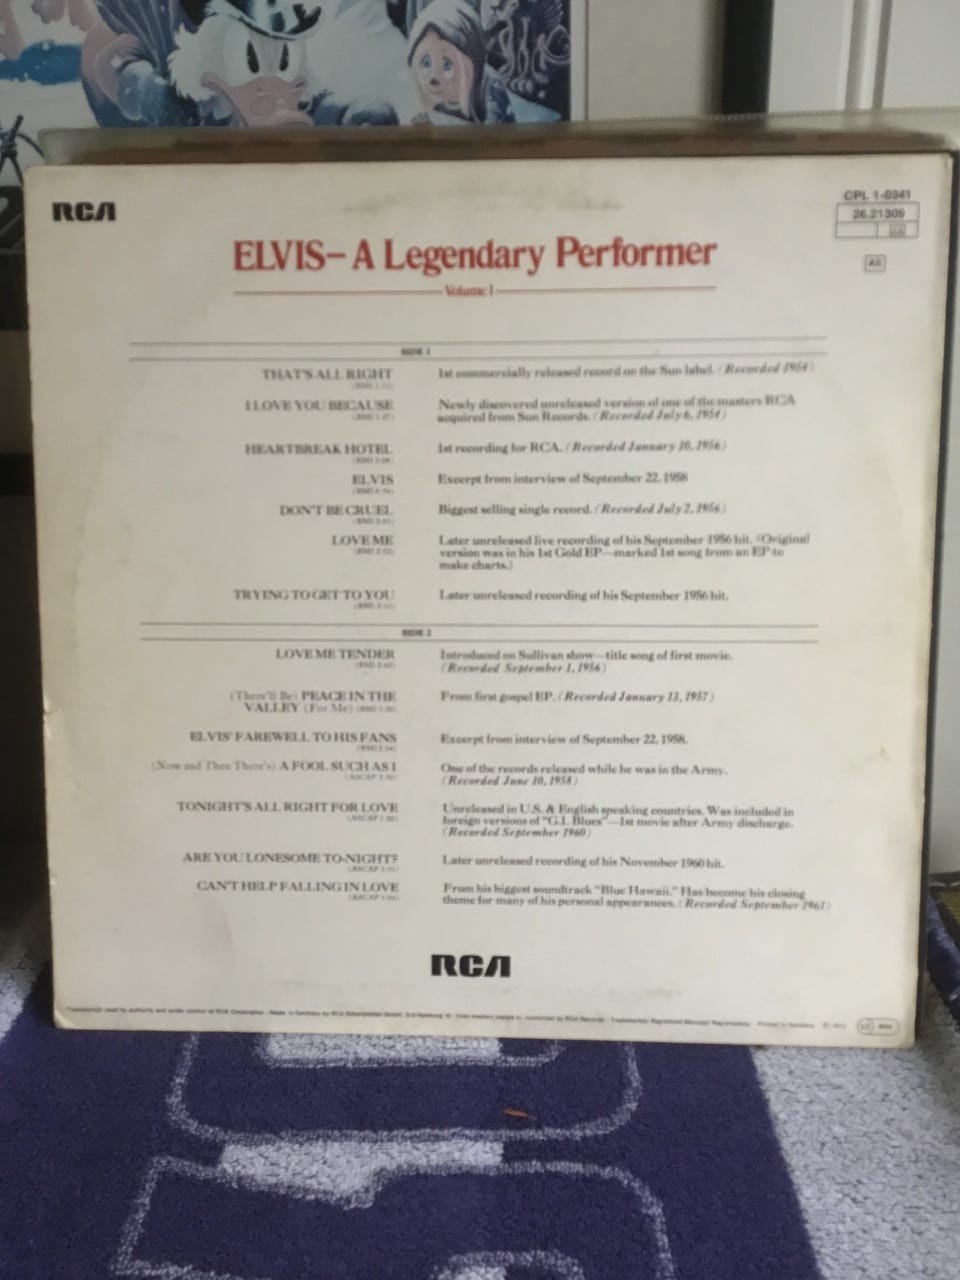 RCA
CPL 1-0341
26.21309
AS
ELVIS—A Legendary Performer
Volume I
SIDE 1
THAT'S ALL RIGHT
1st commercially released record on the Sun label. (Recorded 1954)
I LOVE YOU BECAUSE
Newly discovered unreleased version of one of the masters RCA
acquired from Sun Records. (Recorded July 6, 1954)
HEARTBREAK HOTEL
1st recording for RCA. (Recorded January 10, 1956)
ELVIS
Excerpt from interview of September 22, 1958
DON'T BE CRUEL
Biggest selling single record. (Recorded July 2, 1956)
LOVE ME
Later unreleased live recording of his September 1956 hit. (Original
version was in his 1st Gold EP—marked 1st song from an EP to
make charts.)
TRYING TO GET TO YOU
Later unreleased recording of his September 1956 hit.
SIDE 2
LOVE ME TENDER
Introduced on Sullivan show—title song of first movie.
(Recorded September 1, 1956)
(There'll Be) PEACE IN THE
VALLEY (For Me)
From first gospel EP. (Recorded January 13, 1957)
ELVIS' FAREWELL TO HIS FANS
Excerpt from interview of September 22, 1958.
(Now and Then There's) A FOOL SUCH AS I
One of the records released while he was in the Army.
(Recorded June 10, 1958)
TONIGHT'S ALL RIGHT FOR LOVE
Unreleased in U.S. & English speaking countries. Was included in
foreign versions of "G.I. Blues"—1st movie after Army discharge.
(Recorded September 1960)
ARE YOU LONESOME TO-NIGHT?
Later unreleased recording of his November 1960 hit.
CAN'T HELP FALLING IN LOVE
From his biggest soundtrack "Blue Hawaii." Has become his closing
theme for many of his personal appearances. (Recorded September 1961)
RCA